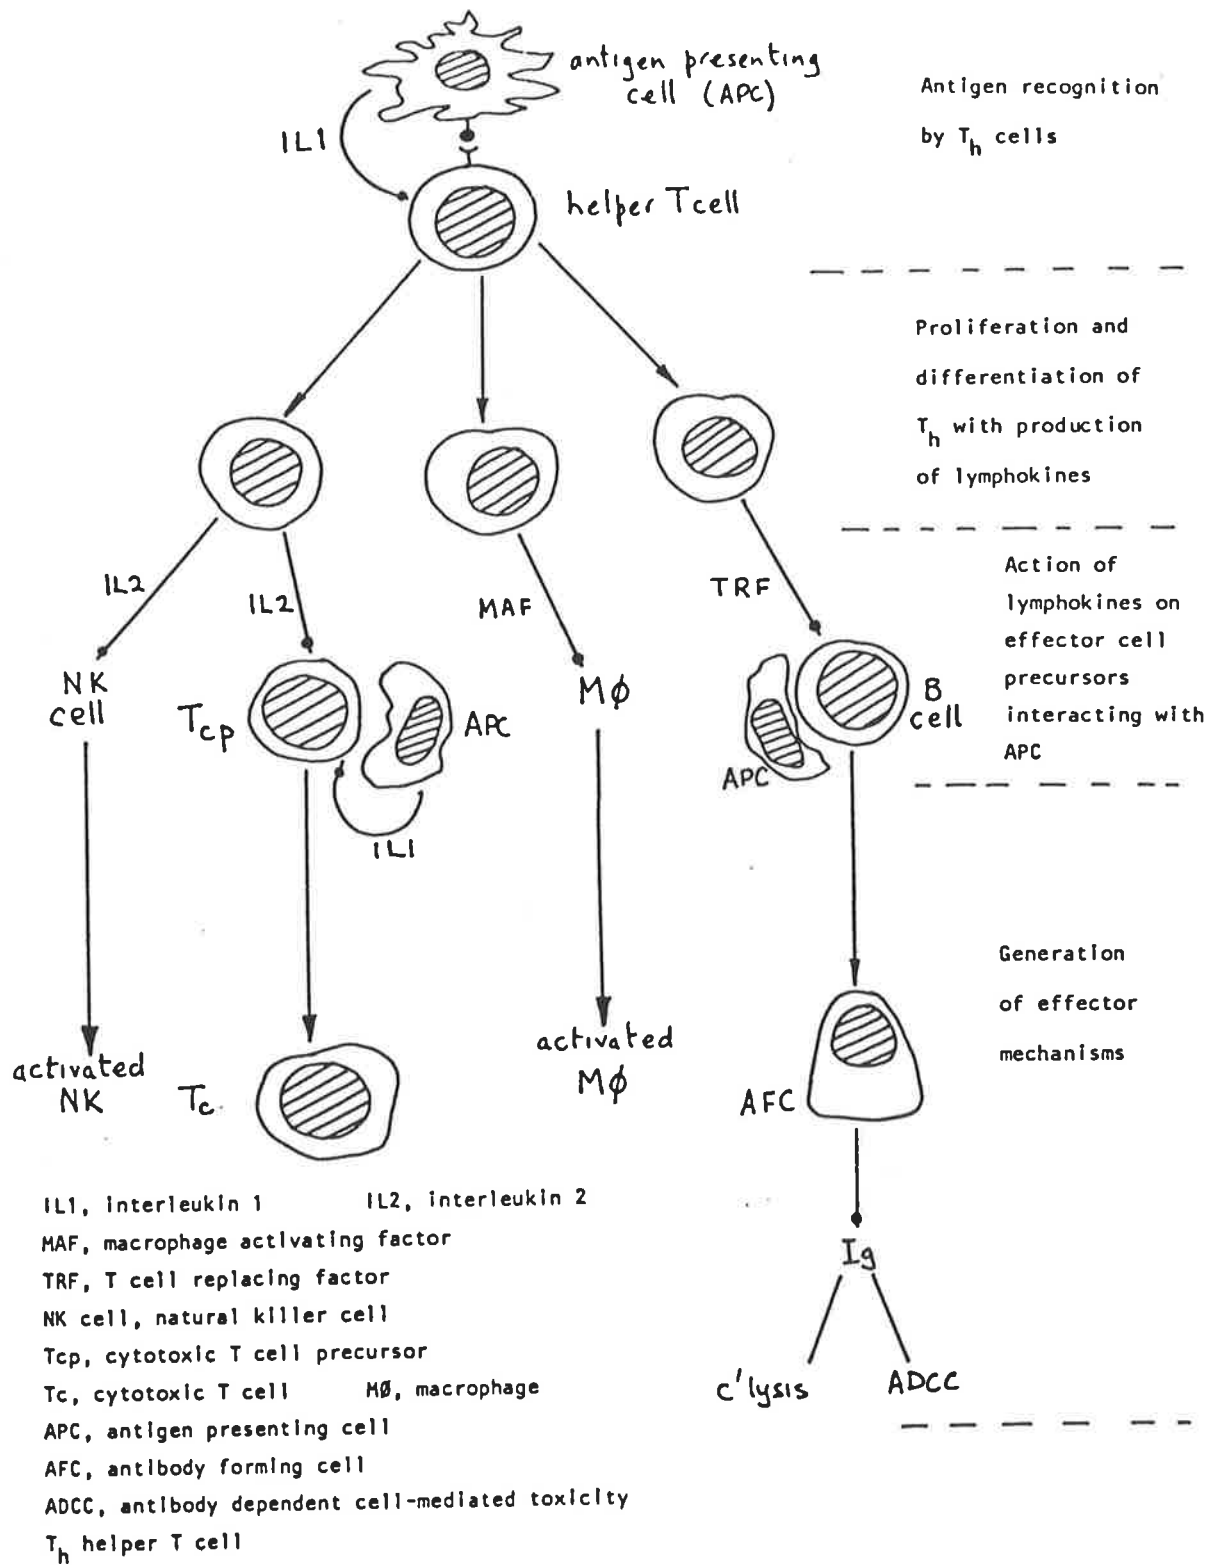 antigen presenting
cell (APC)
Antigen recognition
by Th cells
IL1
helper T cell
Proliferation and
differentiation of
Th with production
of lymphokines
IL2
IL2
MAF
TRF
Action of
lymphokines on
effector cell
precursors
interacting with
APC
NK
cell
Tcp
APC
MØ
B
cell
APC
IL1
Generation
of effector
mechanisms
activated
NK
Tc
activated
MØ
AFC
Ig
c'lysis
ADCC
IL1, interleukin 1 IL2, interleukin 2
MAF, macrophage activating factor
TRF, T cell replacing factor
NK cell, natural killer cell
Tcp, cytotoxic T cell precursor
Tc, cytotoxic T cell MØ, macrophage
APC, antigen presenting cell
AFC, antibody forming cell
ADCC, antibody dependent cell-mediated toxicity
Th helper T cell